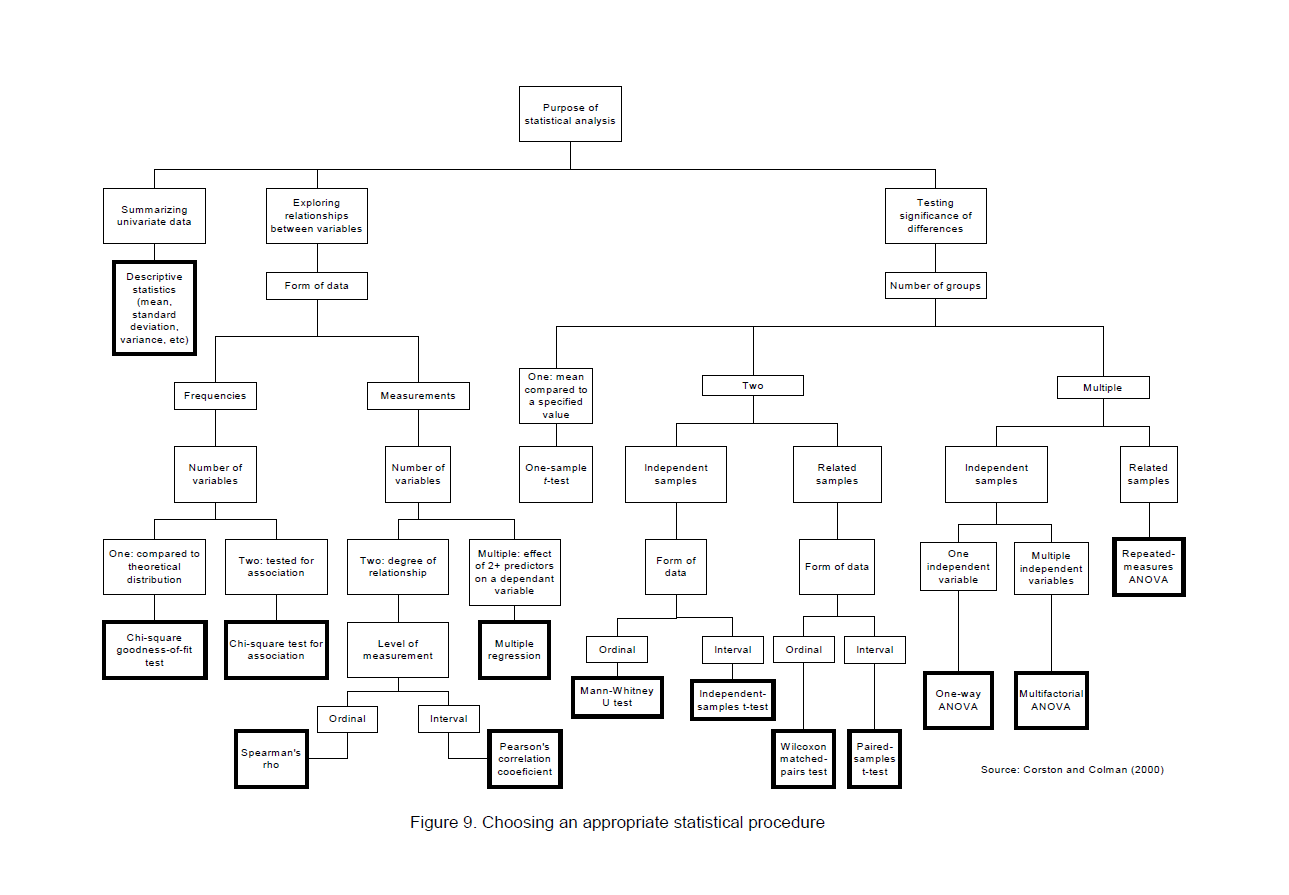 Purpose of
statistical analysis
Summarizing
univariate data
Exploring
relationships
between variables
Testing
significance of
differences
Descriptive
statistics
(mean,
standard
deviation,
variance, etc)
Form of data
Number of groups
Frequencies
Measurements
One: mean
compared to
a specified
value
Two
Multiple
Number of
variables
Number of
variables
One-sample
t-test
Independent
samples
Related
samples
Independent
samples
Related
samples
One: compared to
theoretical
distribution
Two: tested for
association
Two: degree of
relationship
Multiple: effect
of 2+ predictors
on a dependant
variable
Form of
data
Form of data
One
independent
variable
Multiple
independent
variables
Repeated-
measures
ANOVA
Chi-square
goodness-of-fit
test
Chi-square test for
association
Level of
measurement
Multiple
regression
Ordinal
Interval
Ordinal
Interval
Mann-Whitney
U test
Independent-
samples t-test
One-way
ANOVA
Multifactorial
ANOVA
Ordinal
Interval
Spearman's
rho
Pearson's
correlation
cooeficient
Wilcoxon
matched-
pairs test
Paired-
samples
t-test
Source: Corston and Colman (2000)
Figure 9. Choosing an appropriate statistical procedure